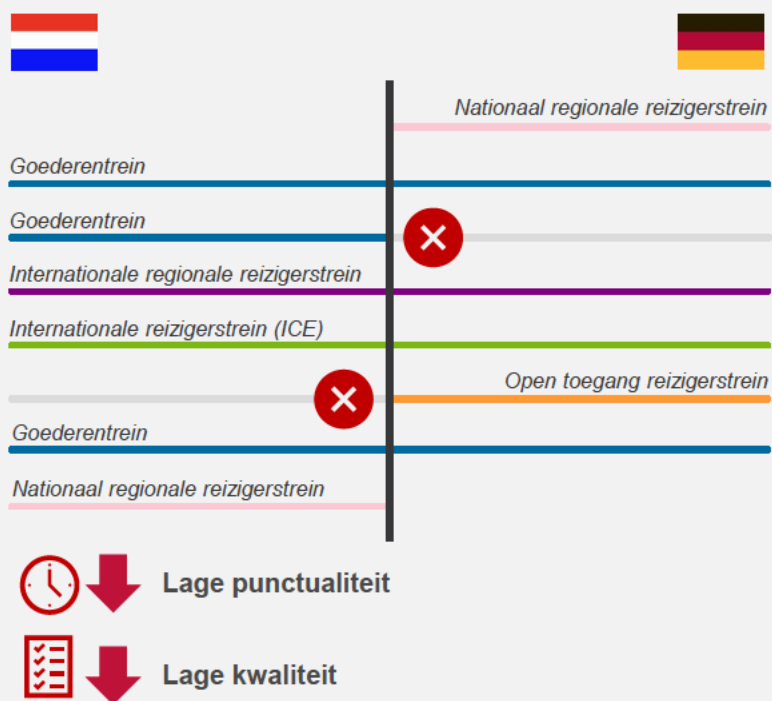 Nationaal regionale reizigerstrein
Goederentrein
Goederentrein
Internationale regionale reizigerstrein
Internationale reizigerstrein (ICE)
Open toegang reizigerstrein
Goederentrein
Nationaal regionale reizigerstrein
Lage punctualiteit
Lage kwaliteit